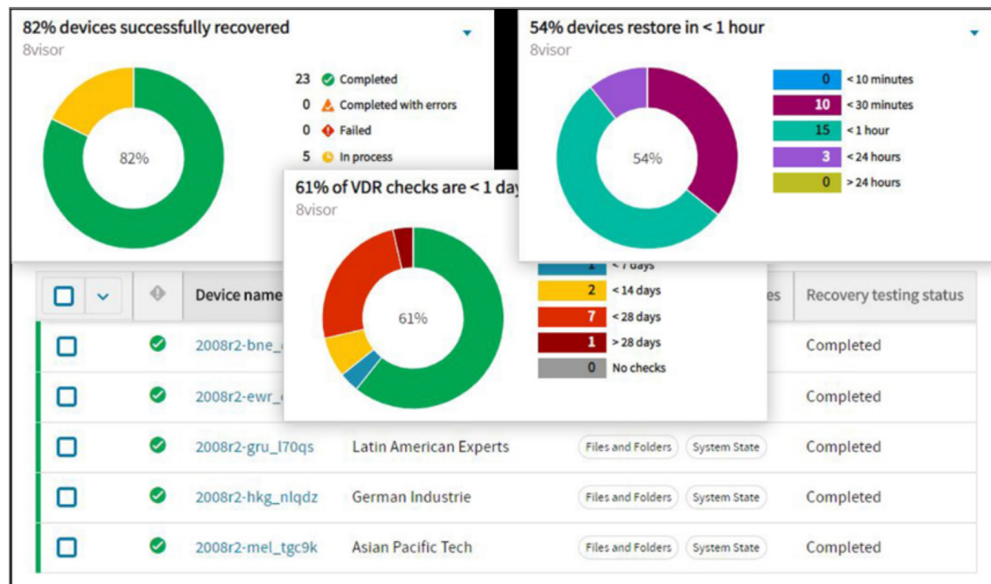 82% devices successfully recovered
8visor
82%
23 Completed
0 Completed with errors
0 Failed
5 In process
54% devices restore in < 1 hour
8visor
54%
0 < 10 minutes
10 < 30 minutes
15 < 1 hour
3 < 24 hours
0 > 24 hours
61% of VDR checks are < 1 day
8visor
61%
1 < 7 days
2 < 14 days
7 < 28 days
1 > 28 days
0 No checks
Device name Recovery testing status
2008r2-bne_ Completed
2008r2-ewr_ Completed
2008r2-gru_l70qs Latin American Experts Files and Folders System State Completed
2008r2-hkg_nlqdz German Industrie Files and Folders System State Completed
2008r2-mel_tgc9k Asian Pacific Tech Files and Folders System State Completed